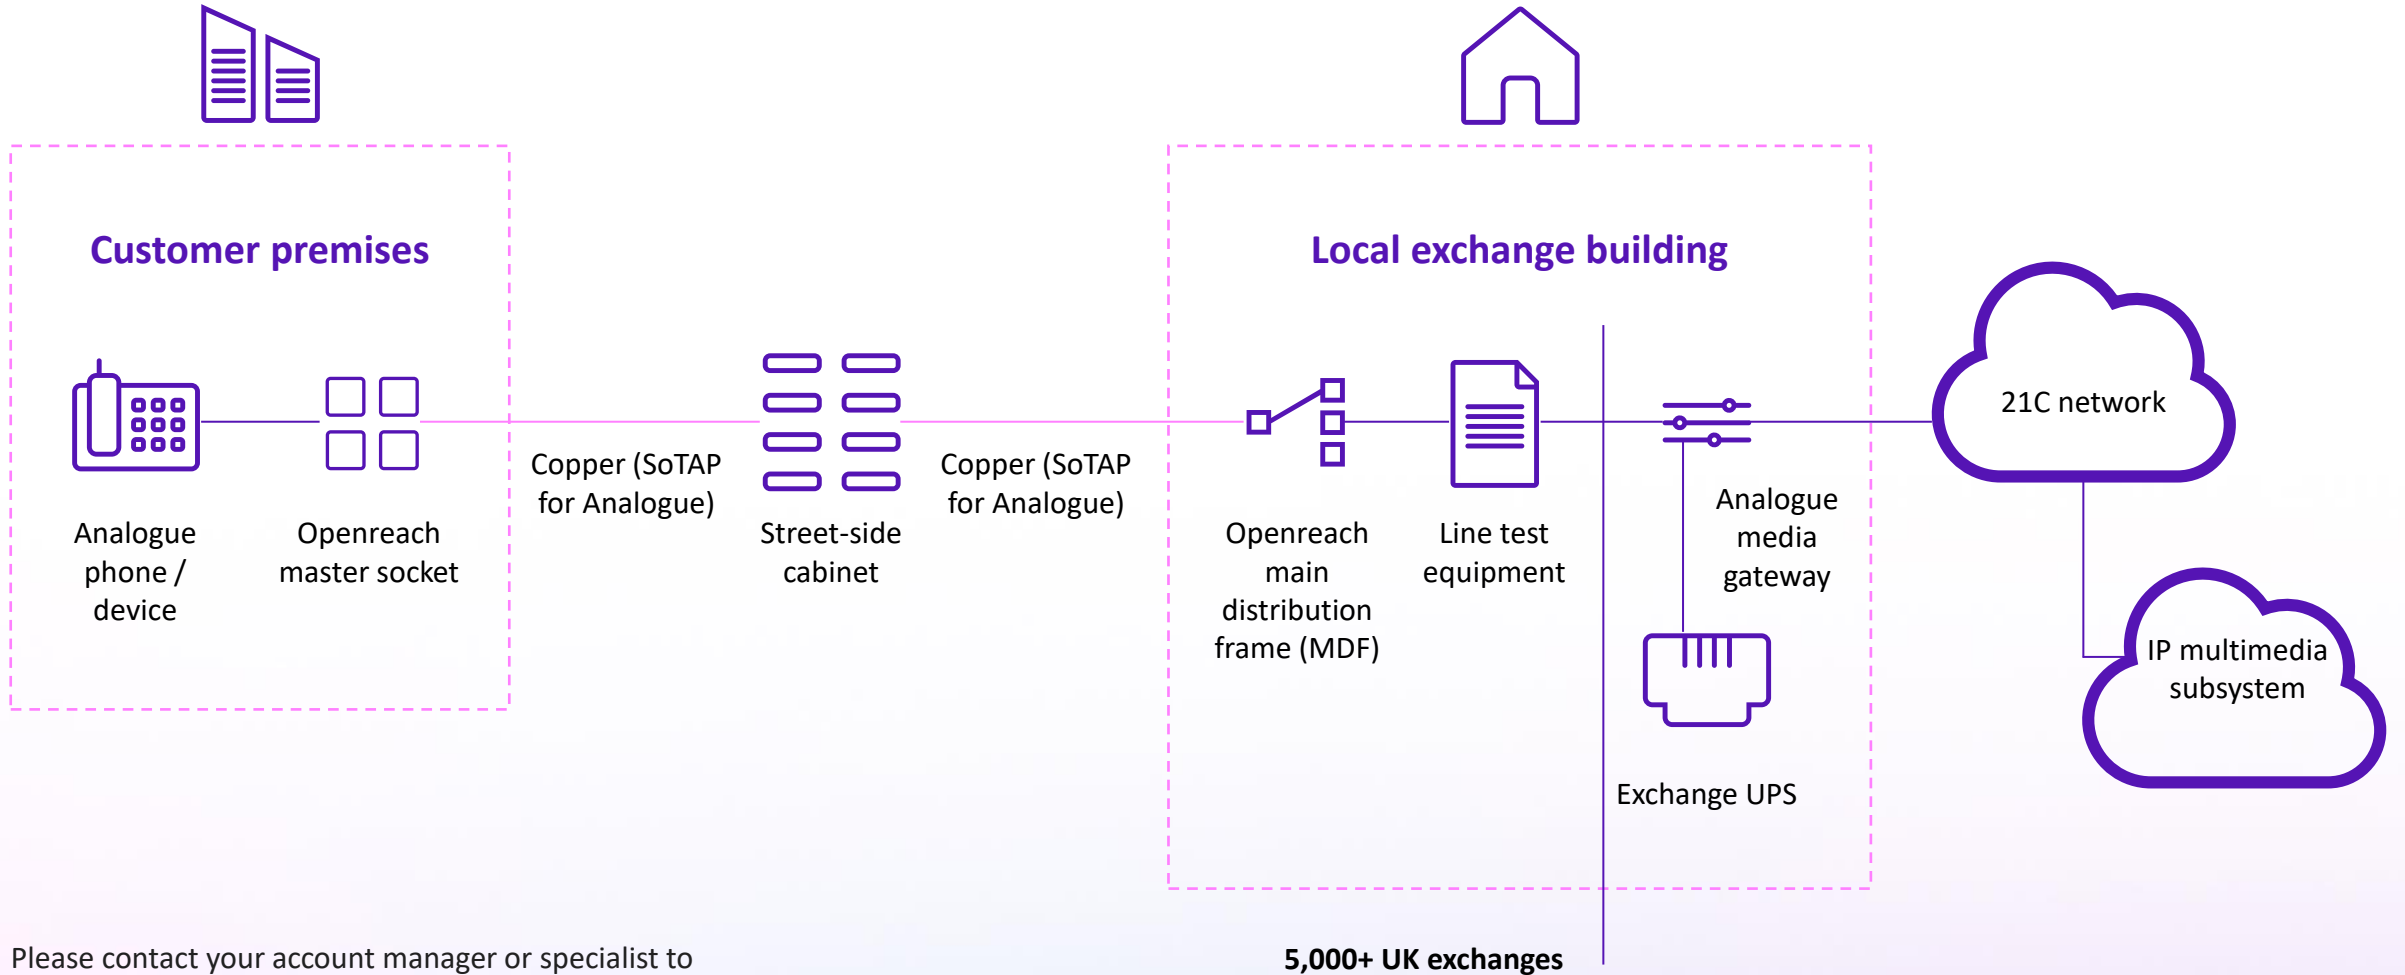 Customer premises
Local exchange building
21C network
Copper (SoTAP
for Analogue)
Copper (SoTAP
for Analogue)
Analogue
phone /
device
Openreach
master socket
Street-side
cabinet
Openreach
main
distribution
frame (MDF)
Line test
equipment
Analogue
media
gateway
IP multimedia
subsystem
Exchange UPS
Please contact your account manager or specialist to
5,000+ UK exchanges